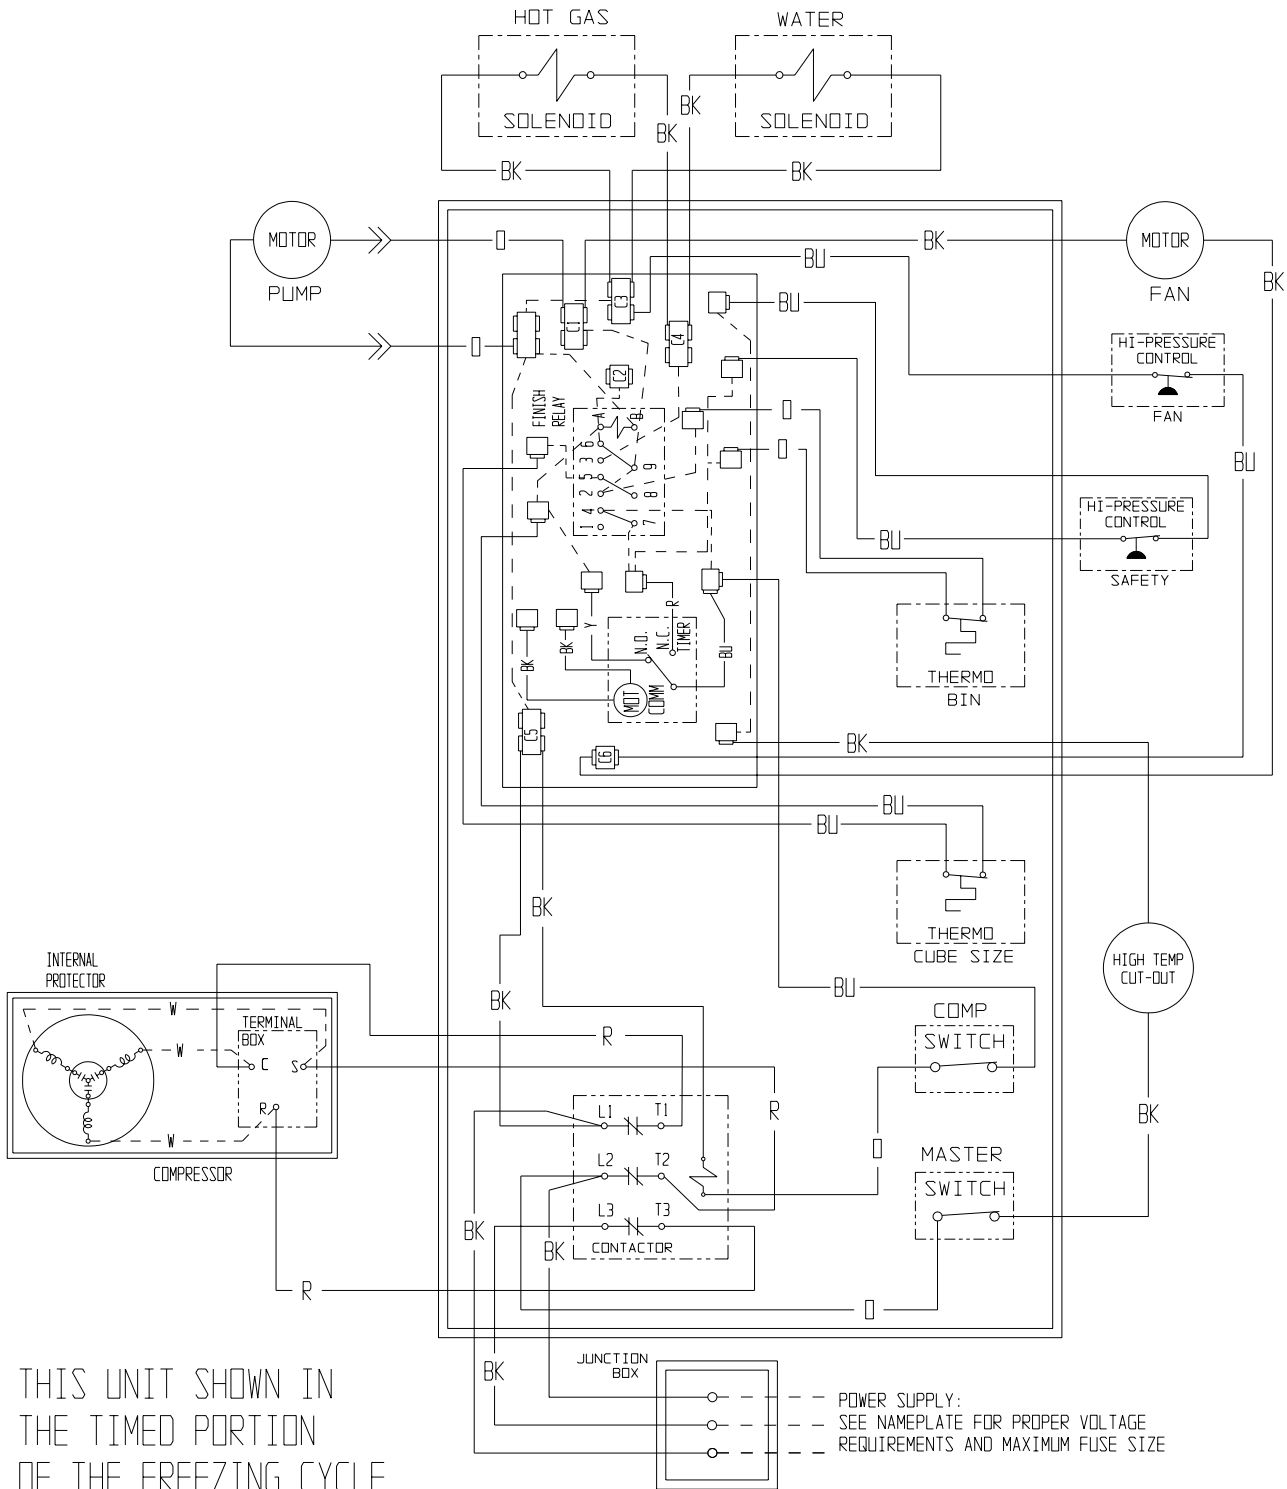 HOT GAS
WATER
SOLENOID
SOLENOID
BK
BK
BK
BK
MOTOR
PUMP
O
BK
MOTOR
FAN
BK
BU
C3
C1
BU
C4
HI-PRESSURE
CONTROL
FAN
O
C2
FINISH
RELAY
A
B
O
6
3
5
2
4
1
9
8
7
O
BU
HI-PRESSURE
CONTROL
SAFETY
BU
R
Y
N.O.
N.C.
TIMER
BK
BK
BU
MOT
COMM
THERMO
BIN
C5
C6
BK
BU
BU
BK
THERMO
CUBE SIZE
HIGH TEMP
CUT-OUT
INTERNAL
PROTECTOR
BK
BU
W
TERMINAL
BOX
W
C
S
R
R
COMP
SWITCH
W
COMPRESSOR
L1
T1
R
BK
O
L2
T2
MASTER
SWITCH
L3
T3
BK
BK
CONTACTOR
R
O
BK
JUNCTION
BOX
THIS UNIT SHOWN IN
THE TIMED PORTION
OF THE FREEZING CYCLE
POWER SUPPLY:
SEE NAMEPLATE FOR PROPER VOLTAGE
REQUIREMENTS AND MAXIMUM FUSE SIZE